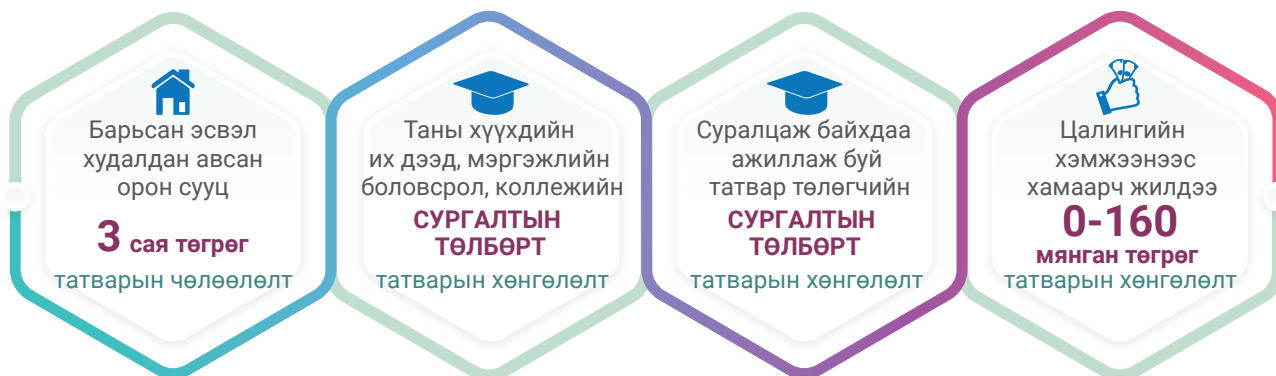 Барьсан эсвэл
худалдан авсан
орон сууц
3 сая төгрөг
татварын чөлөөлөлт
Таны хүүхдийн
их дээд, мэргэжлийн
боловсрол, коллежийн
СУРГАЛТЫН
ТӨЛБӨРТ
татварын хөнгөлөлт
Суралцаж байхдаа
ажиллаж буй
татвар төлөгчийн
СУРГАЛТЫН
ТӨЛБӨРТ
татварын хөнгөлөлт
Цалингийн
хэмжээнээс
хамаарч жилдээ
0-160
мянган төгрөг
татварын хөнгөлөлт